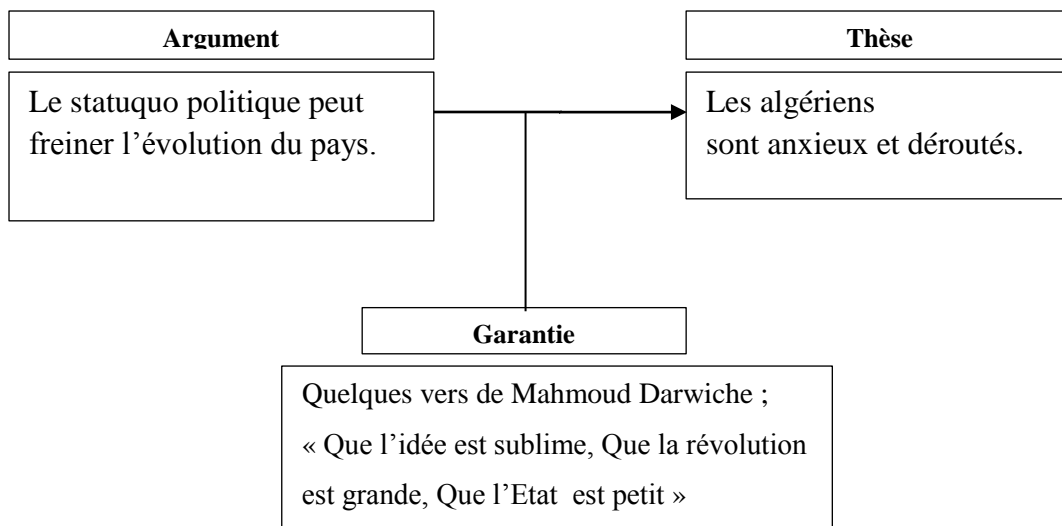 Argument
Thèse
Le statuquo politique peut
freiner l’évolution du pays.
Les algériens
sont anxieux et déroutés.
Garantie
Quelques vers de Mahmoud Darwiche ;
« Que l’idée est sublime, Que la révolution
est grande, Que l’Etat est petit »